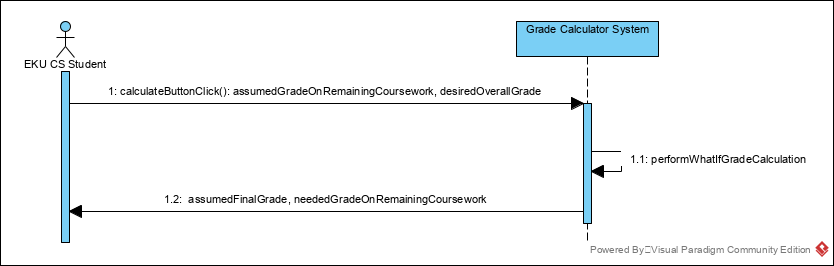 Grade Calculator System
EKU CS Student
1: calculateButtonClick(): assumedGradeOnRemainingCoursework, desiredOverallGrade
1.1: performWhatIfGradeCalculation
1.2:  assumedFinalGrade, neededGradeOnRemainingCoursework
Powered By□Visual Paradigm Community Edition